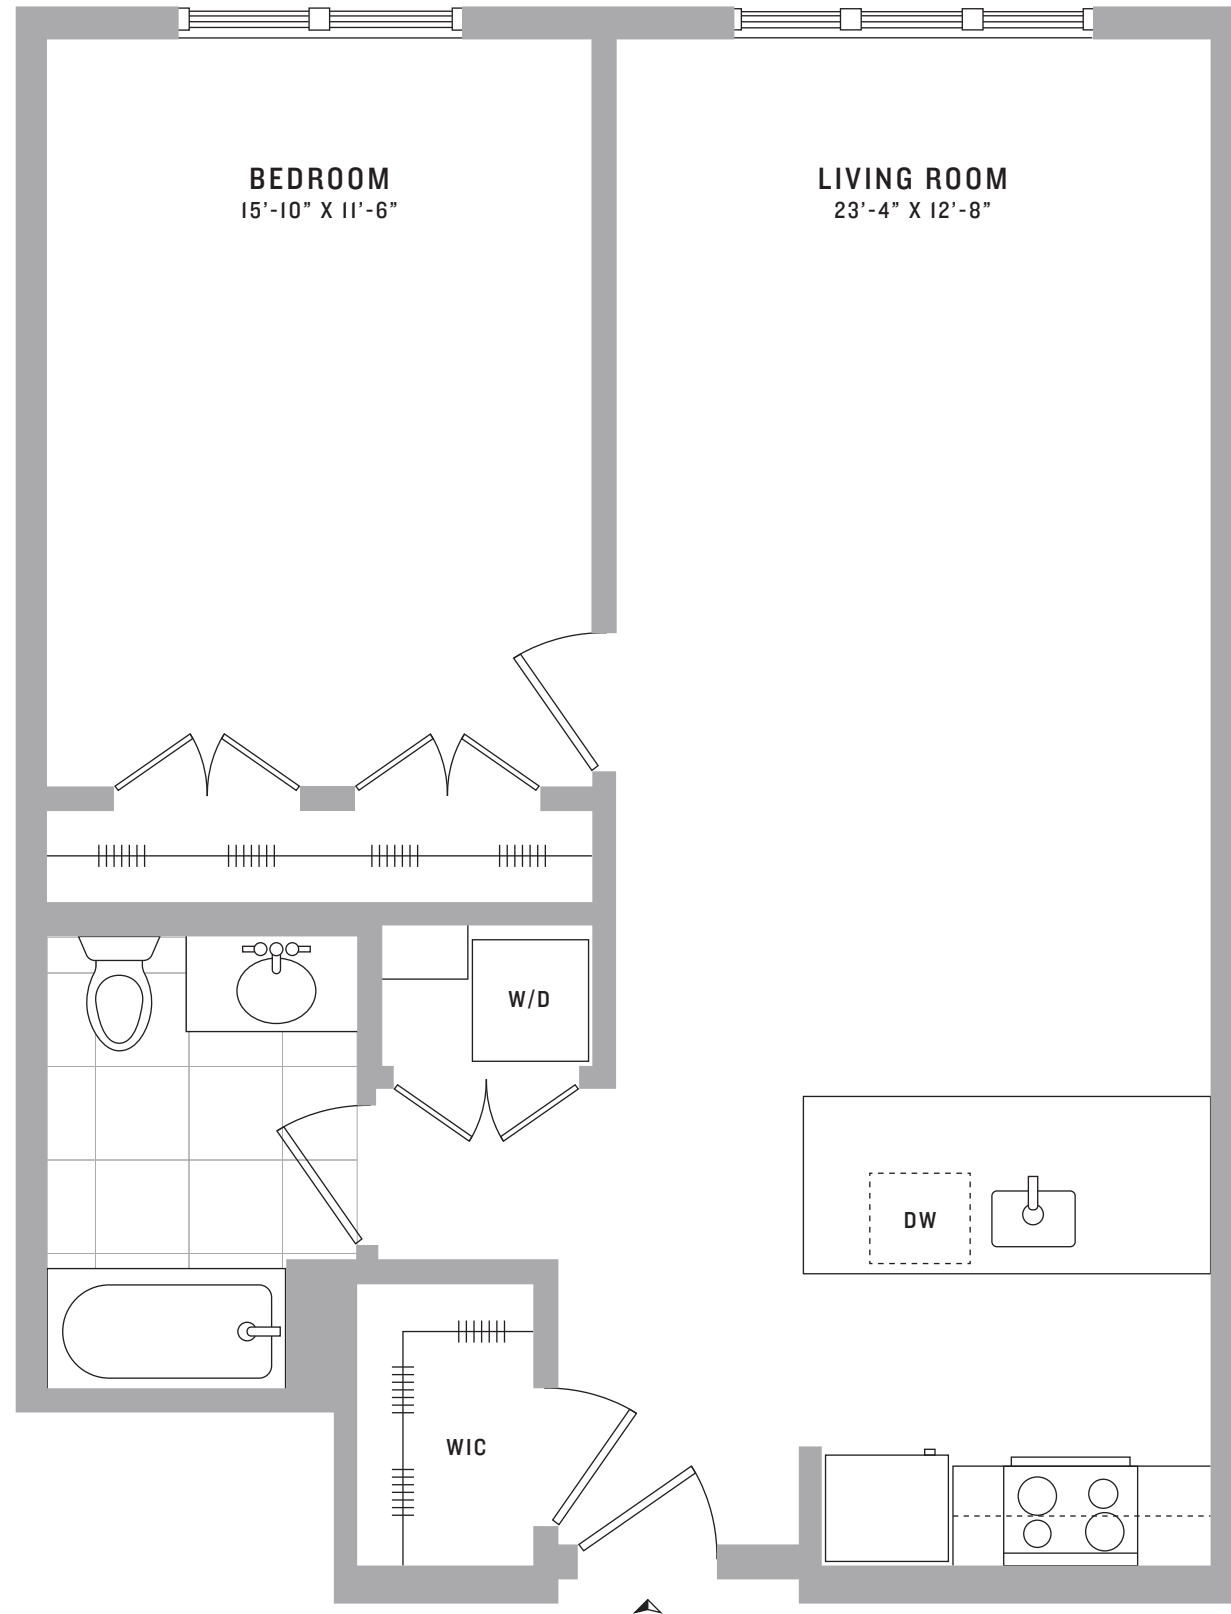 BEDROOM
15’-10” X 11’-6”
LIVING ROOM
23’-4” X 12’-8”
W/D
DW
WIC